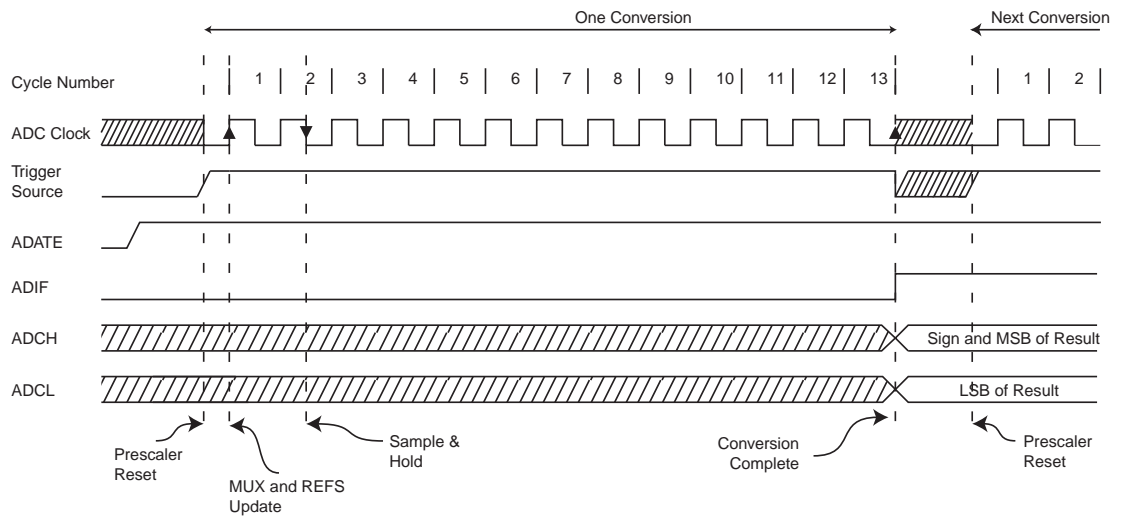 One Conversion
Next Conversion
Cycle Number
1 2 3 4 5 6 7 8 9 10 11 12 13 1 2
ADC Clock
Trigger
Source
ADATE
ADIF
ADCH
Sign and MSB of Result
ADCL
LSB of Result
Prescaler
Reset
MUX and REFS
Update
Sample &
Hold
Conversion
Complete
Prescaler
Reset